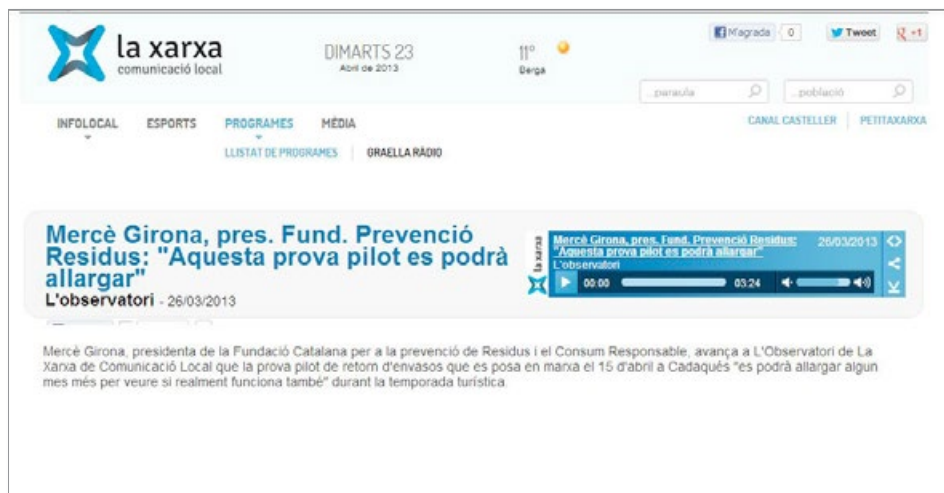 la xarxa
comunicació local
DIMARTS 23
Abril de 2013
11º
Berga
M'agrada 0
Tweet
+1
...paraula
...població
INFOLOCAL ESPORTS PROGRAMES MÈDIA
CANAL CASTELLER PETITAXARXA
LLISTAT DE PROGRAMES GRAELLA RÀDIO
Mercè Girona, pres. Fund. Prevenció
Residus: "Aquesta prova pilot es podrà
allargar"
L'observatori - 26/03/2013
la xarxa
Mercè Girona, pres. Fund. Prevenció Residus: 26/03/2013
"Aquesta prova pilot es podrà allargar"
L'observatori
00:00 03:24
Mercè Girona, presidenta de la Fundació Catalana per a la prevenció de Residus i el Consum Responsable, avança a L'Observatori de La
Xarxa de Comunicació Local que la prova pilot de retorn d'envasos que es posa en marxa el 15 d'abril a Cadaqués "es podrà allargar algun
mes més per veure si realment funciona també" durant la temporada turística.